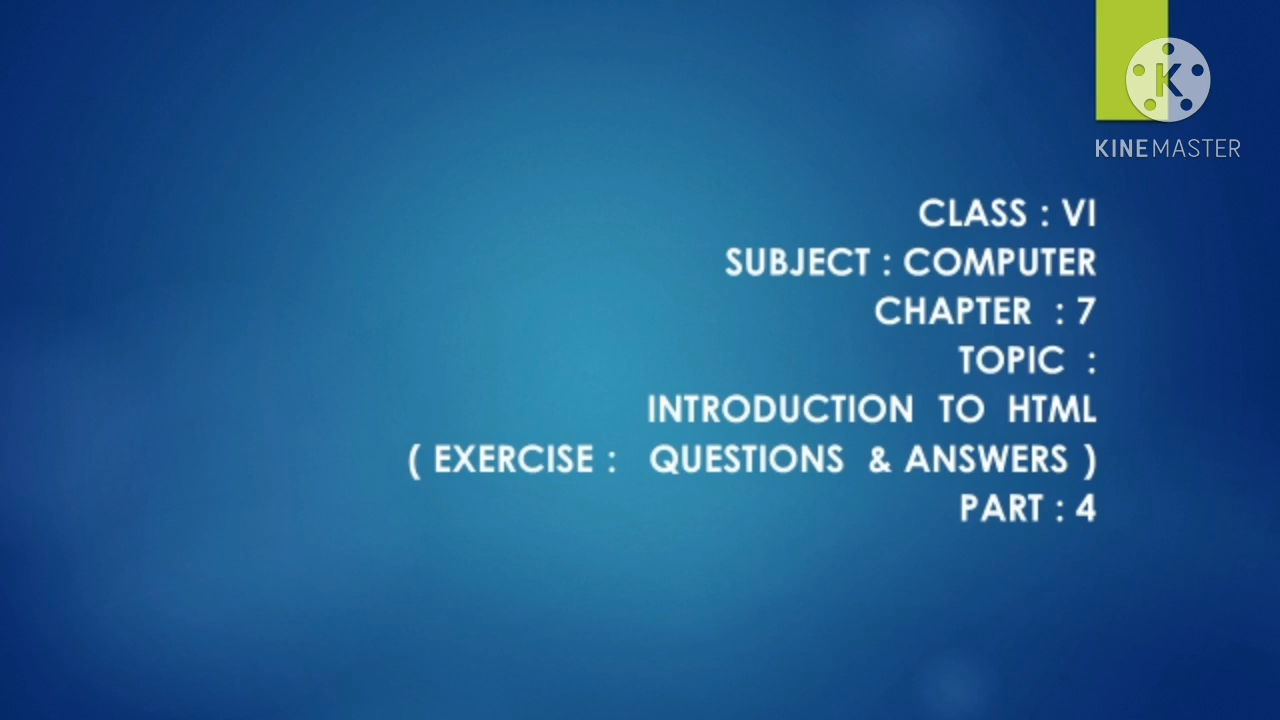 K
KINEMASTER
CLASS : VI
SUBJECT : COMPUTER
CHAPTER : 7
TOPIC :
INTRODUCTION TO HTML
( EXERCISE : QUESTIONS & ANSWERS )
PART : 4